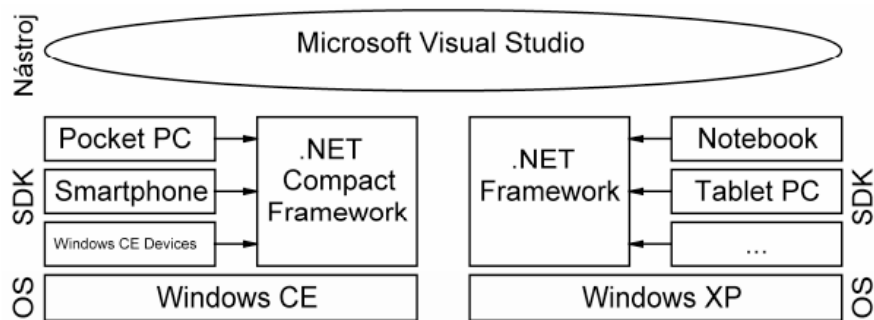 Nástroj
Microsoft Visual Studio
SDK
Pocket PC
Smartphone
Windows CE Devices
.NET
Compact
Framework
.NET
Framework
Notebook
Tablet PC
...
SDK
OS
Windows CE
Windows XP
OS